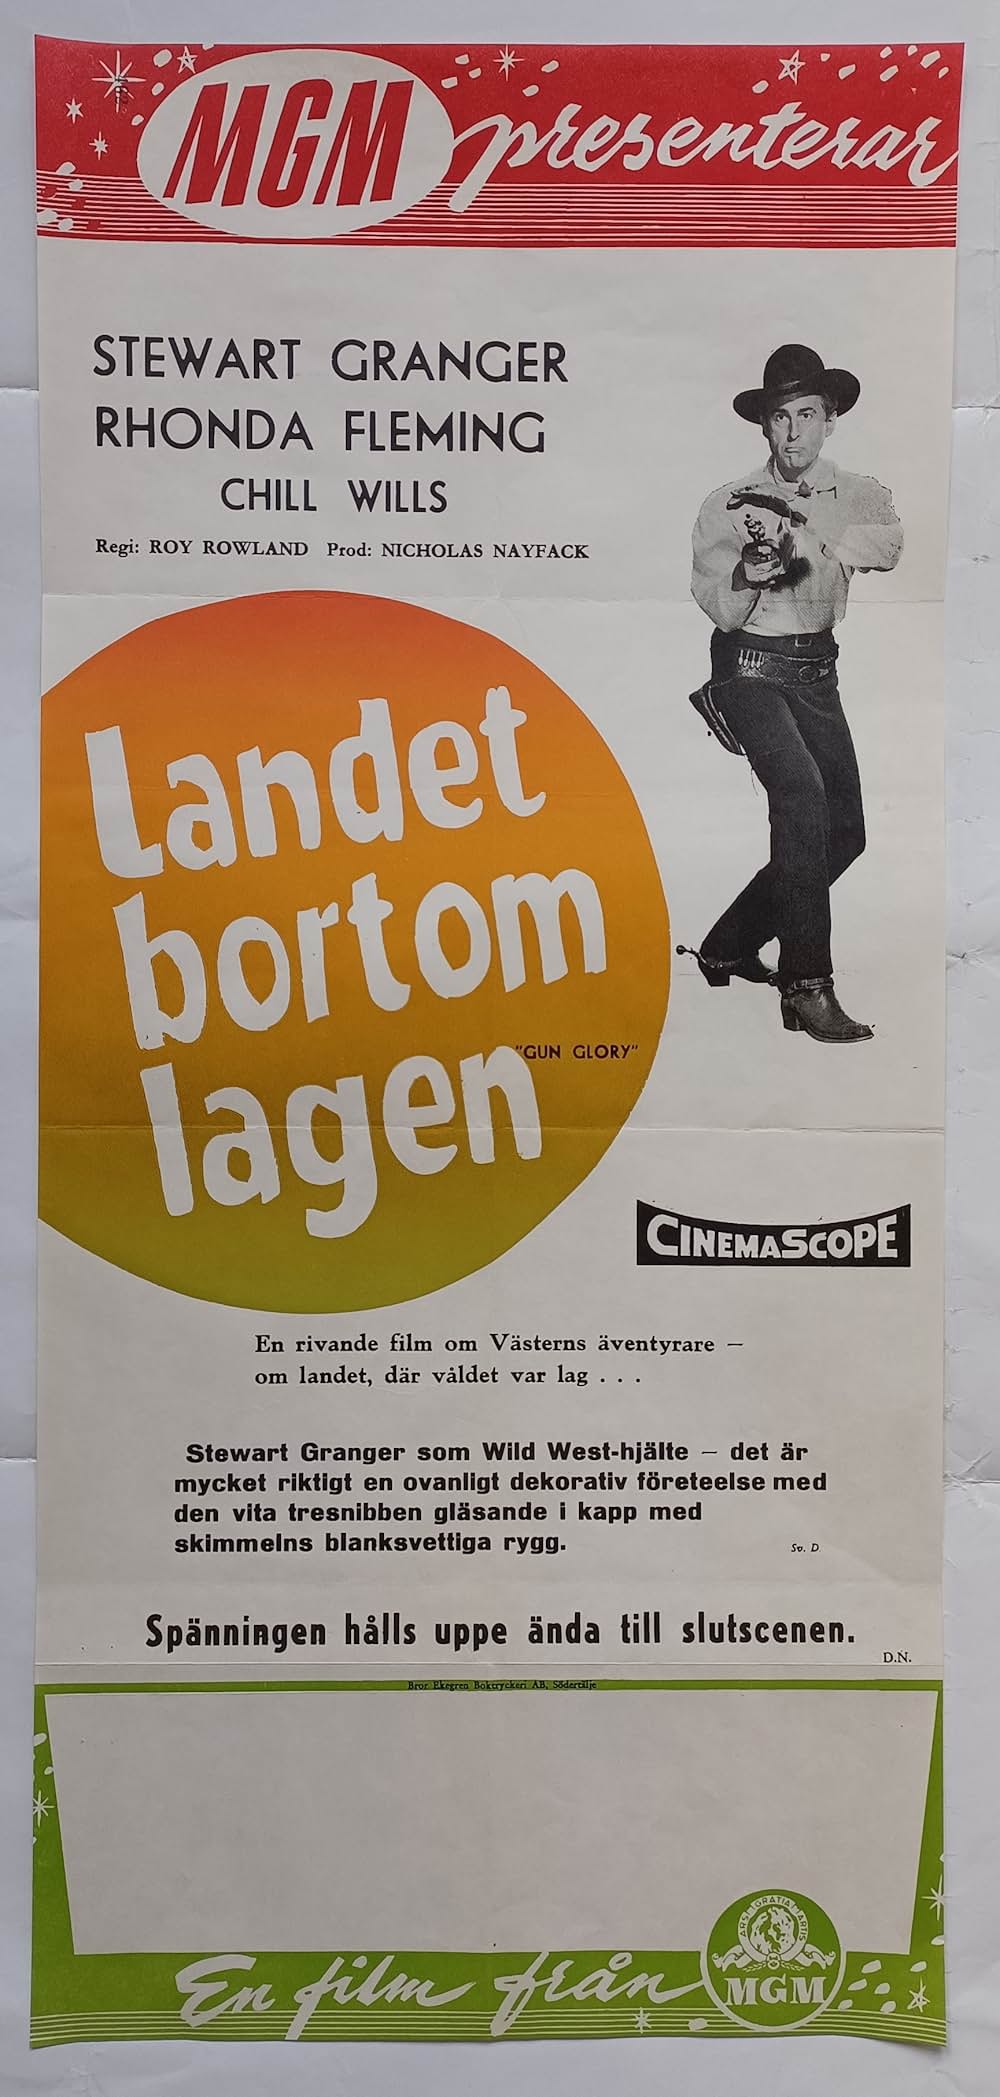 MGM presenterar
STEWART GRANGER
RHONDA FLEMING
CHILL WILLS
Regi: ROY ROWLAND Prod: NICHOLAS NAYFACK
Landet
bortom
lagen
"GUN GLORY"
CINEMASCOPE
En rivande film om Västerns äventyrare –
om landet, där våldet var lag . . .
Stewart Granger som Wild West-hjälte – det är
mycket riktigt en ovanligt dekorativ företeelse med
den vita tresnibben gläsande i kapp med
skimmelns blanksvettiga rygg.
Sv. D.
Spänningen hålls uppe ända till slutscenen.
D.N.
Bror Ekegren Boktryckeri AB, Södertälje
ARS GRATIA ARTIS
En film från MGM